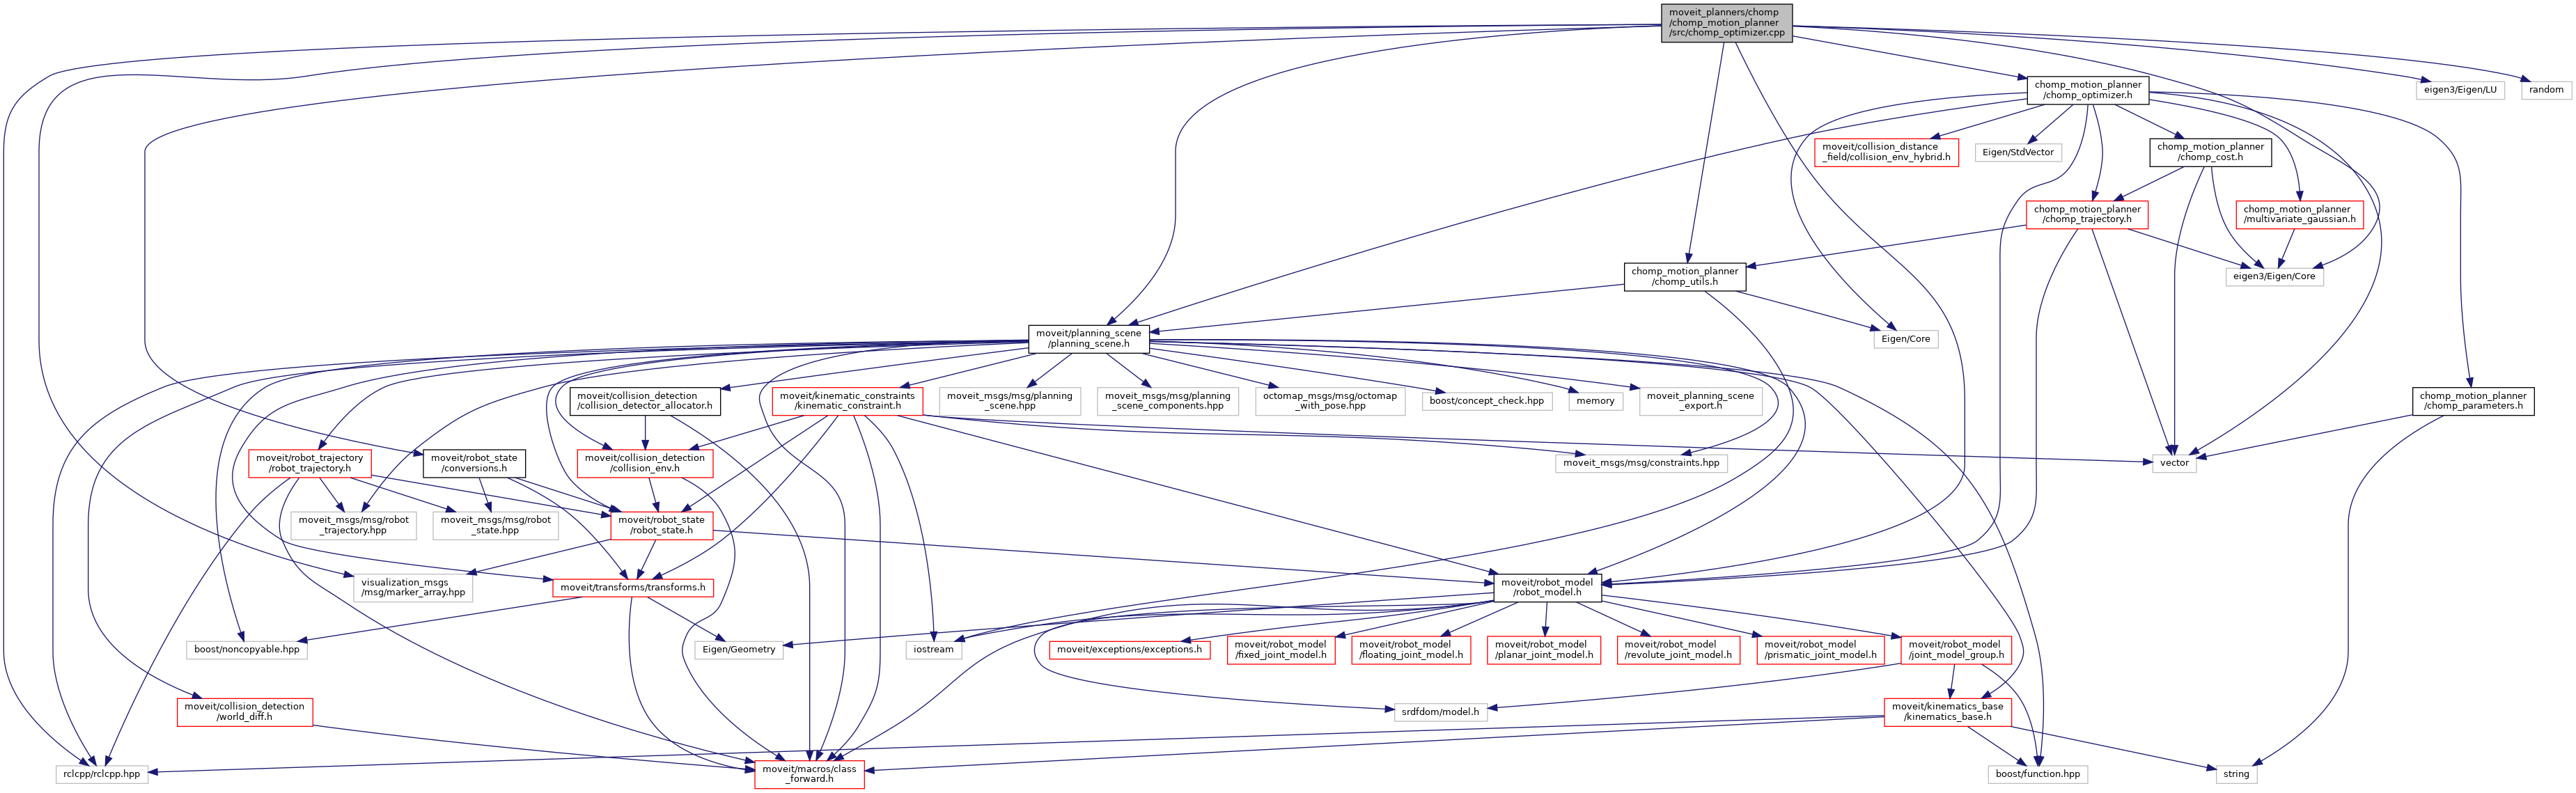 moveit_planners/chomp
/chomp_motion_planner
/src/chomp_optimizer.cpp
chomp_motion_planner
/chomp_optimizer.h
eigen3/Eigen/LU
random
moveit/collision_distance
_field/collision_env_hybrid.h
Eigen/StdVector
chomp_motion_planner
/chomp_cost.h
chomp_motion_planner
/chomp_trajectory.h
chomp_motion_planner
/multivariate_gaussian.h
chomp_motion_planner
/chomp_utils.h
eigen3/Eigen/Core
moveit/planning_scene
/planning_scene.h
Eigen/Core
moveit/collision_detection
/collision_detector_allocator.h
moveit/kinematic_constraints
/kinematic_constraint.h
moveit_msgs/msg/planning
_scene.hpp
moveit_msgs/msg/planning
_scene_components.hpp
octomap_msgs/msg/octomap
_with_pose.hpp
boost/concept_check.hpp
memory
moveit_planning_scene
_export.h
chomp_motion_planner
/chomp_parameters.h
moveit/robot_trajectory
/robot_trajectory.h
moveit/robot_state
/conversions.h
moveit/collision_detection
/collision_env.h
moveit_msgs/msg/constraints.hpp
vector
moveit_msgs/msg/robot
_trajectory.hpp
moveit_msgs/msg/robot
_state.hpp
moveit/robot_state
/robot_state.h
visualization_msgs
/msg/marker_array.hpp
moveit/transforms/transforms.h
moveit/robot_model
/robot_model.h
boost/noncopyable.hpp
Eigen/Geometry
iostream
moveit/exceptions/exceptions.h
moveit/robot_model
/fixed_joint_model.h
moveit/robot_model
/floating_joint_model.h
moveit/robot_model
/planar_joint_model.h
moveit/robot_model
/revolute_joint_model.h
moveit/robot_model
/prismatic_joint_model.h
moveit/robot_model
/joint_model_group.h
moveit/collision_detection
/world_diff.h
srdfdom/model.h
moveit/kinematics_base
/kinematics_base.h
rclcpp/rclcpp.hpp
moveit/macros/class
_forward.h
boost/function.hpp
string